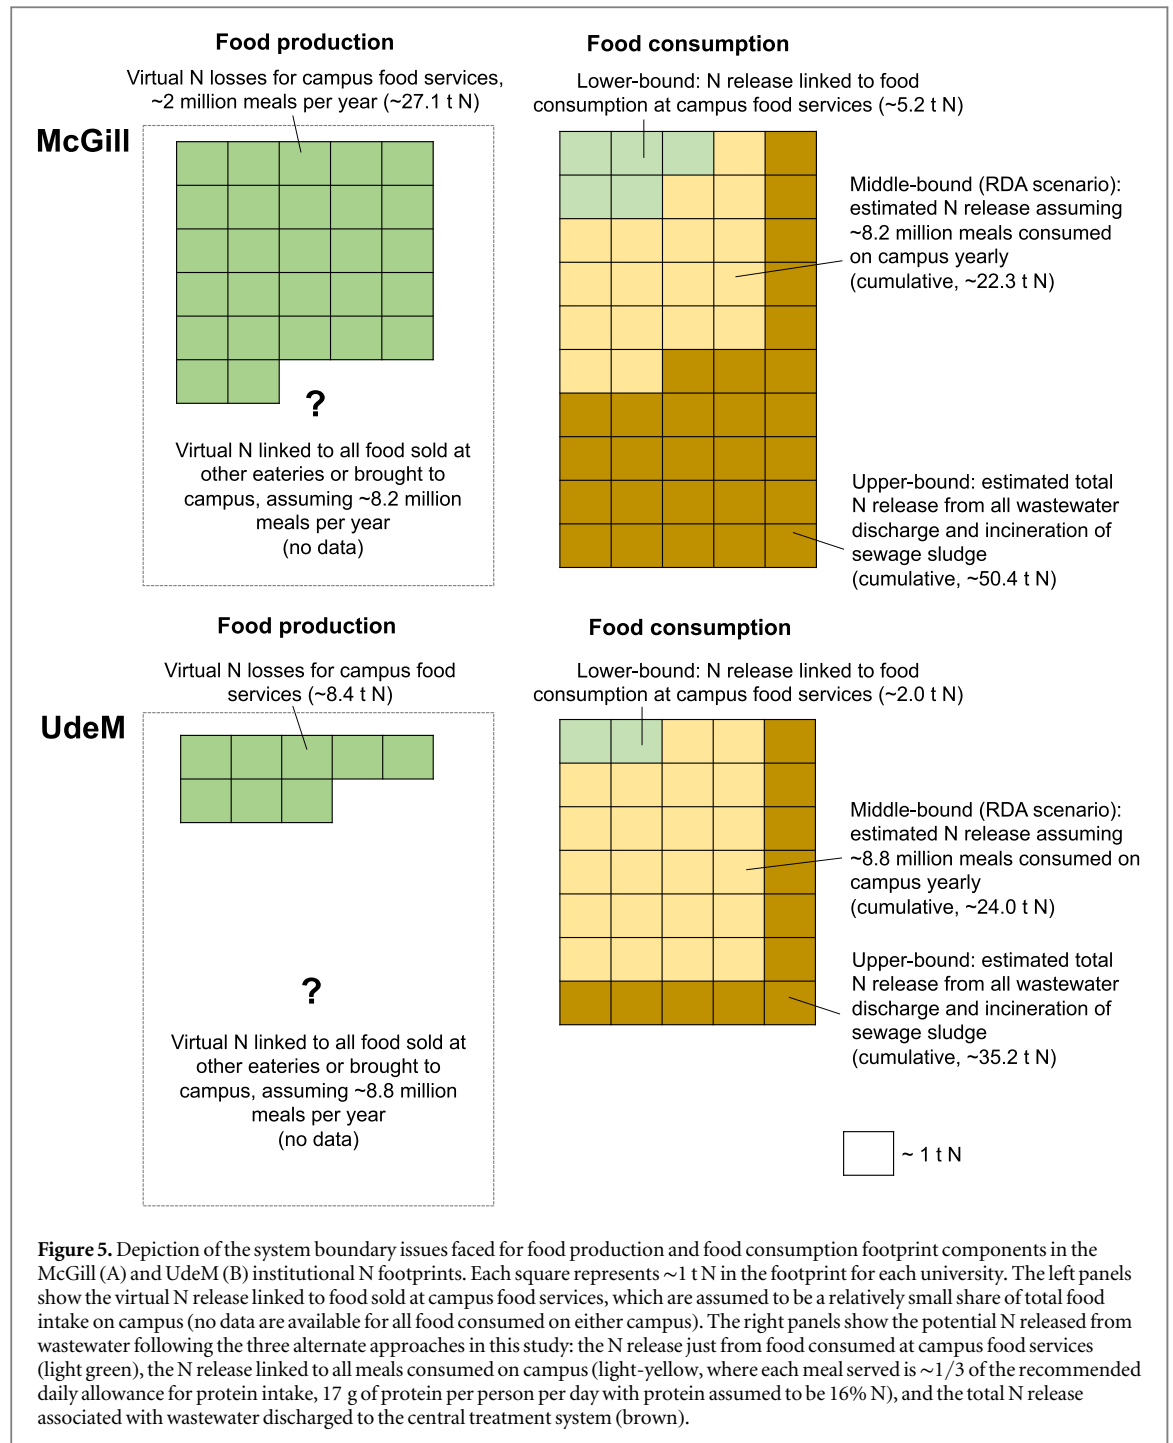 Food production
Virtual N losses for campus food services,
~2 million meals per year (~27.1 t N)
McGill
?
Virtual N linked to all food sold at
other eateries or brought to
campus, assuming ~8.2 million
meals per year
(no data)
Food consumption
Lower-bound: N release linked to food
consumption at campus food services (~5.2 t N)
Middle-bound (RDA scenario):
estimated N release assuming
~8.2 million meals consumed
on campus yearly
(cumulative, ~22.3 t N)
Upper-bound: estimated total
N release from all wastewater
discharge and incineration of
sewage sludge
(cumulative, ~50.4 t N)
Food production
Virtual N losses for campus food
services (~8.4 t N)
UdeM
?
Virtual N linked to all food sold at
other eateries or brought to
campus, assuming ~8.8 million
meals per year
(no data)
Food consumption
Lower-bound: N release linked to food
consumption at campus food services (~2.0 t N)
Middle-bound (RDA scenario):
estimated N release assuming
~8.8 million meals consumed on
campus yearly
(cumulative, ~24.0 t N)
Upper-bound: estimated total
N release from all wastewater
discharge and incineration of
sewage sludge
(cumulative, ~35.2 t N)
~ 1 t N
Figure 5. Depiction of the system boundary issues faced for food production and food consumption footprint components in the
McGill (A) and UdeM (B) institutional N footprints. Each square represents ~1 t N in the footprint for each university. The left panels
show the virtual N release linked to food sold at campus food services, which are assumed to be a relatively small share of total food
intake on campus (no data are available for all food consumed on either campus). The right panels show the potential N released from
wastewater following the three alternate approaches in this study: the N release just from food consumed at campus food services
(light green), the N release linked to all meals consumed on campus (light-yellow, where each meal served is ~1/3 of the recommended
daily allowance for protein intake, 17 g of protein per person per day with protein assumed to be 16% N), and the total N release
associated with wastewater discharged to the central treatment system (brown).